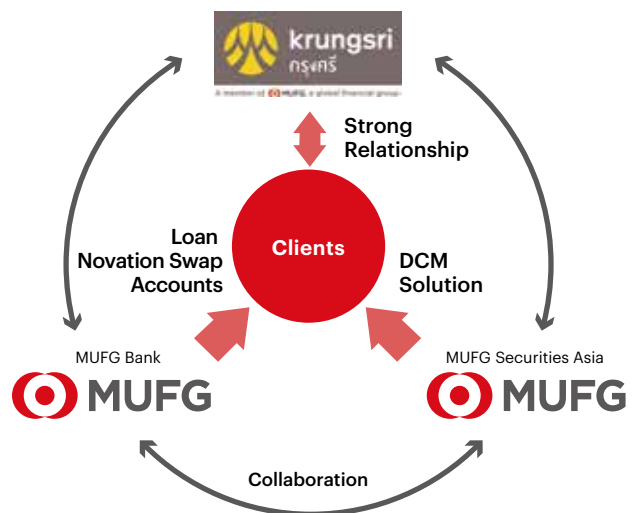 krungsri
กรุงศรี
A member of MUFG, a global financial group
Strong
Relationship
Loan
Novation Swap
Accounts
Clients
DCM
Solution
MUFG Bank
MUFG
MUFG Securities Asia
MUFG
Collaboration